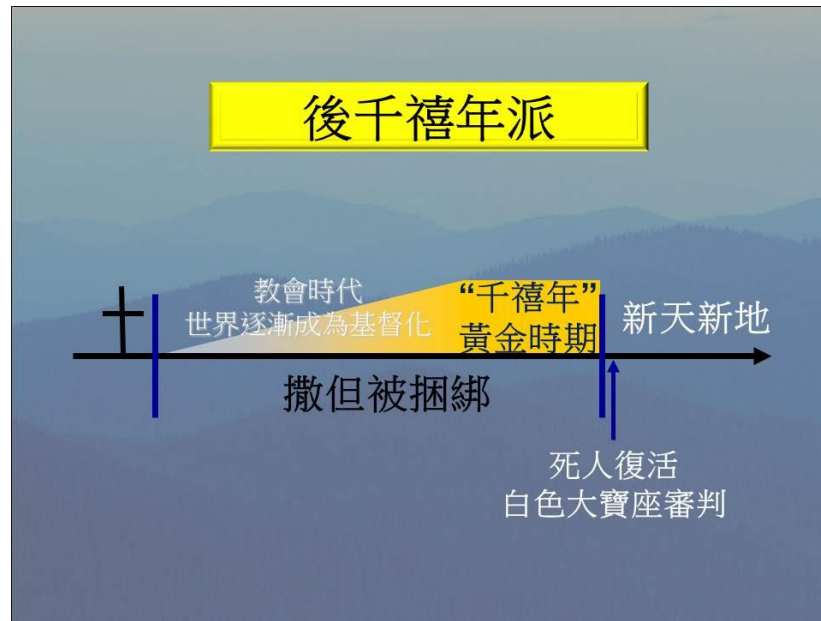 後千禧年派
教會時代
世界逐漸成為基督化
“千禧年”
黃金時期
新天新地
撒但被捆綁
死人復活
白色大寶座審判